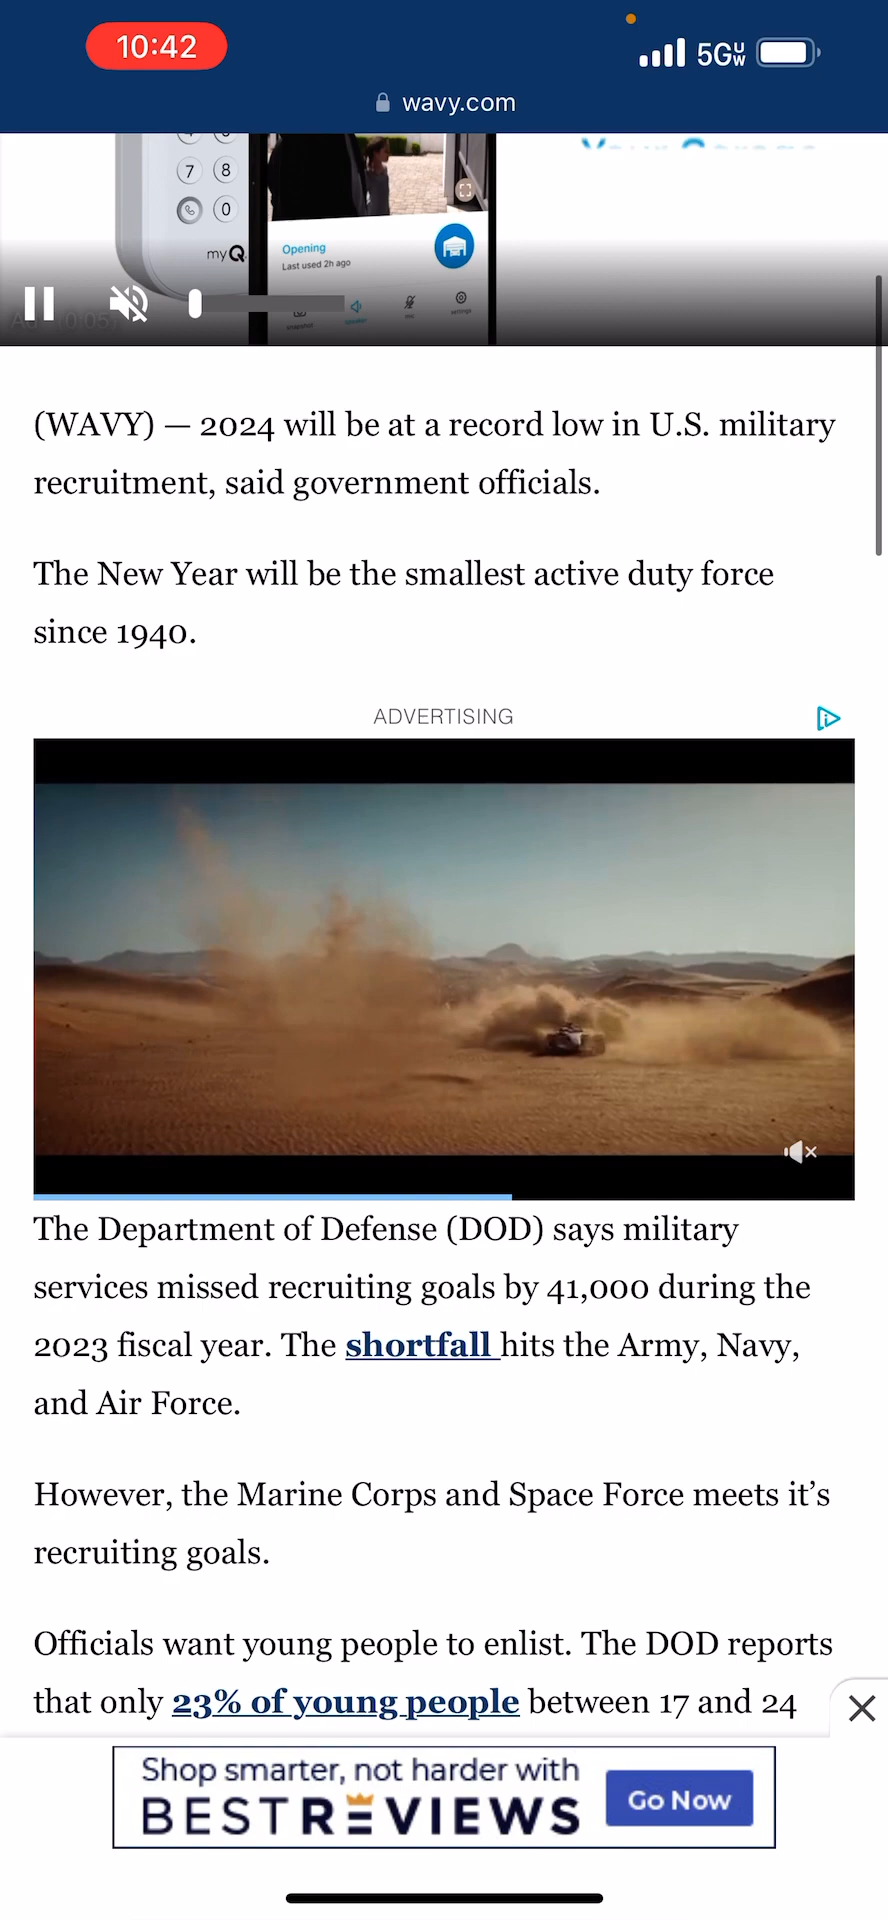 10:42
5G UW
wavy.com
7 8
0
myQ
Opening
Last used 2h ago
(WAVY) — 2024 will be at a record low in U.S. military
recruitment, said government officials.
The New Year will be the smallest active duty force
since 1940.
ADVERTISING
The Department of Defense (DOD) says military
services missed recruiting goals by 41,000 during the
2023 fiscal year. The shortfall hits the Army, Navy,
and Air Force.
However, the Marine Corps and Space Force meets it’s
recruiting goals.
Officials want young people to enlist. The DOD reports
that only 23% of young people between 17 and 24
Shop smarter, not harder with
BESTREVIEWS
Go Now